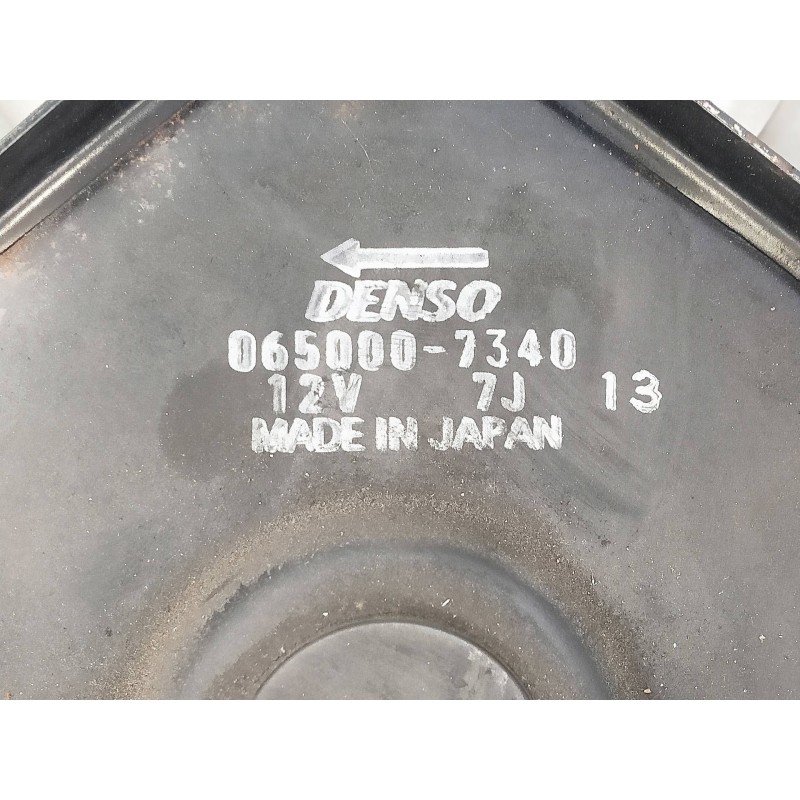 DENSO
065000-7340
12V 7J 13
MADE IN JAPAN